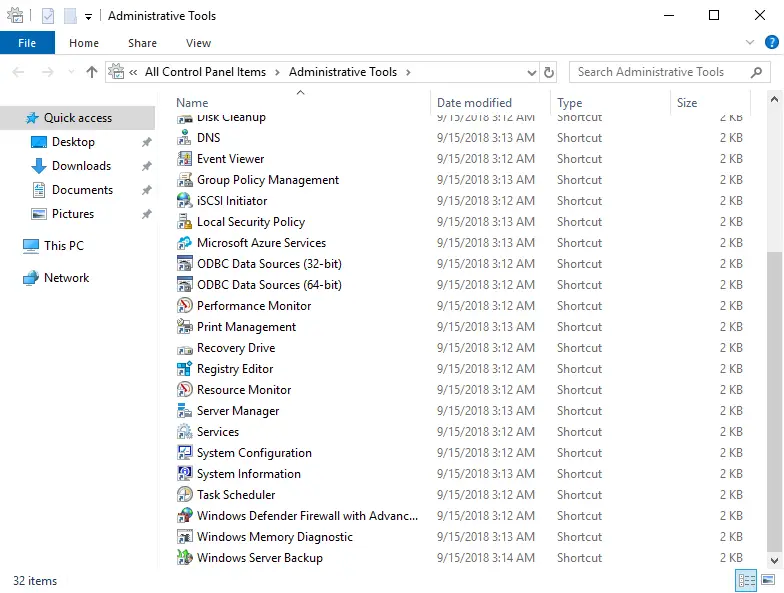 Administrative Tools
File Home Share View
« All Control Panel Items > Administrative Tools > Search Administrative Tools
Quick access
Desktop
Downloads
Documents
Pictures
This PC
Network
Name Date modified Type Size
Disk Cleanup 9/15/2018 3:12 AM Shortcut 2 KB
DNS 9/15/2018 3:13 AM Shortcut 2 KB
Event Viewer 9/15/2018 3:12 AM Shortcut 2 KB
Group Policy Management 9/15/2018 3:13 AM Shortcut 2 KB
iSCSI Initiator 9/15/2018 3:12 AM Shortcut 2 KB
Local Security Policy 9/15/2018 3:13 AM Shortcut 2 KB
Microsoft Azure Services 9/15/2018 3:13 AM Shortcut 2 KB
ODBC Data Sources (32-bit) 9/15/2018 3:12 AM Shortcut 2 KB
ODBC Data Sources (64-bit) 9/15/2018 3:12 AM Shortcut 2 KB
Performance Monitor 9/15/2018 3:12 AM Shortcut 2 KB
Print Management 9/15/2018 3:13 AM Shortcut 2 KB
Recovery Drive 9/15/2018 3:12 AM Shortcut 2 KB
Registry Editor 9/15/2018 3:12 AM Shortcut 2 KB
Resource Monitor 9/15/2018 3:12 AM Shortcut 2 KB
Server Manager 9/15/2018 3:13 AM Shortcut 2 KB
Services 9/15/2018 3:12 AM Shortcut 2 KB
System Configuration 9/15/2018 3:12 AM Shortcut 2 KB
System Information 9/15/2018 3:13 AM Shortcut 2 KB
Task Scheduler 9/15/2018 3:12 AM Shortcut 2 KB
Windows Defender Firewall with Advanc... 9/15/2018 3:12 AM Shortcut 2 KB
Windows Memory Diagnostic 9/15/2018 3:13 AM Shortcut 2 KB
Windows Server Backup 9/15/2018 3:14 AM Shortcut 2 KB
32 items